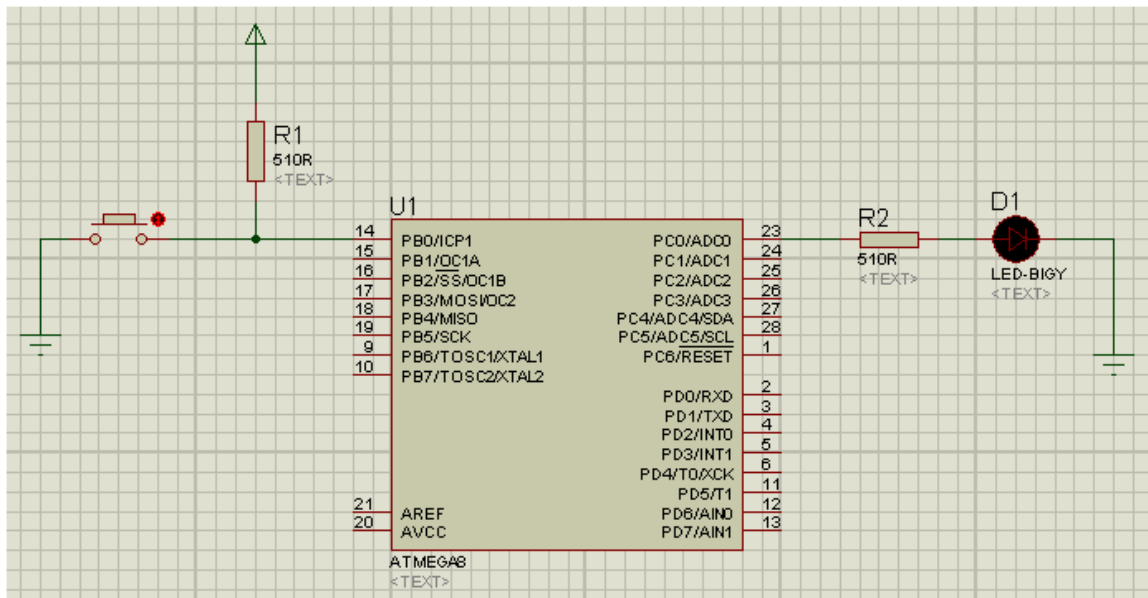 R1
510R
<TEXT>
U1
14 PB0/ICP1
15 PB1/OC1A
16 PB2/SS/OC1B
17 PB3/MOSI/OC2
18 PB4/MISO
19 PB5/SCK
9 PB6/TOSC1/XTAL1
10 PB7/TOSC2/XTAL2
21 AREF
20 AVCC
PC0/ADC0 23
PC1/ADC1 24
PC2/ADC2 25
PC3/ADC3 26
PC4/ADC4/SDA 27
PC5/ADC5/SCL 28
PC6/RESET 1
PD0/RXD 2
PD1/TXD 3
PD2/INT0 4
PD3/INT1 5
PD4/T0/XCK 6
PD5/T1 11
PD6/AIN0 12
PD7/AIN1 13
ATMEGA8
<TEXT>
R2
510R
<TEXT>
D1
LED-BIGY
<TEXT>